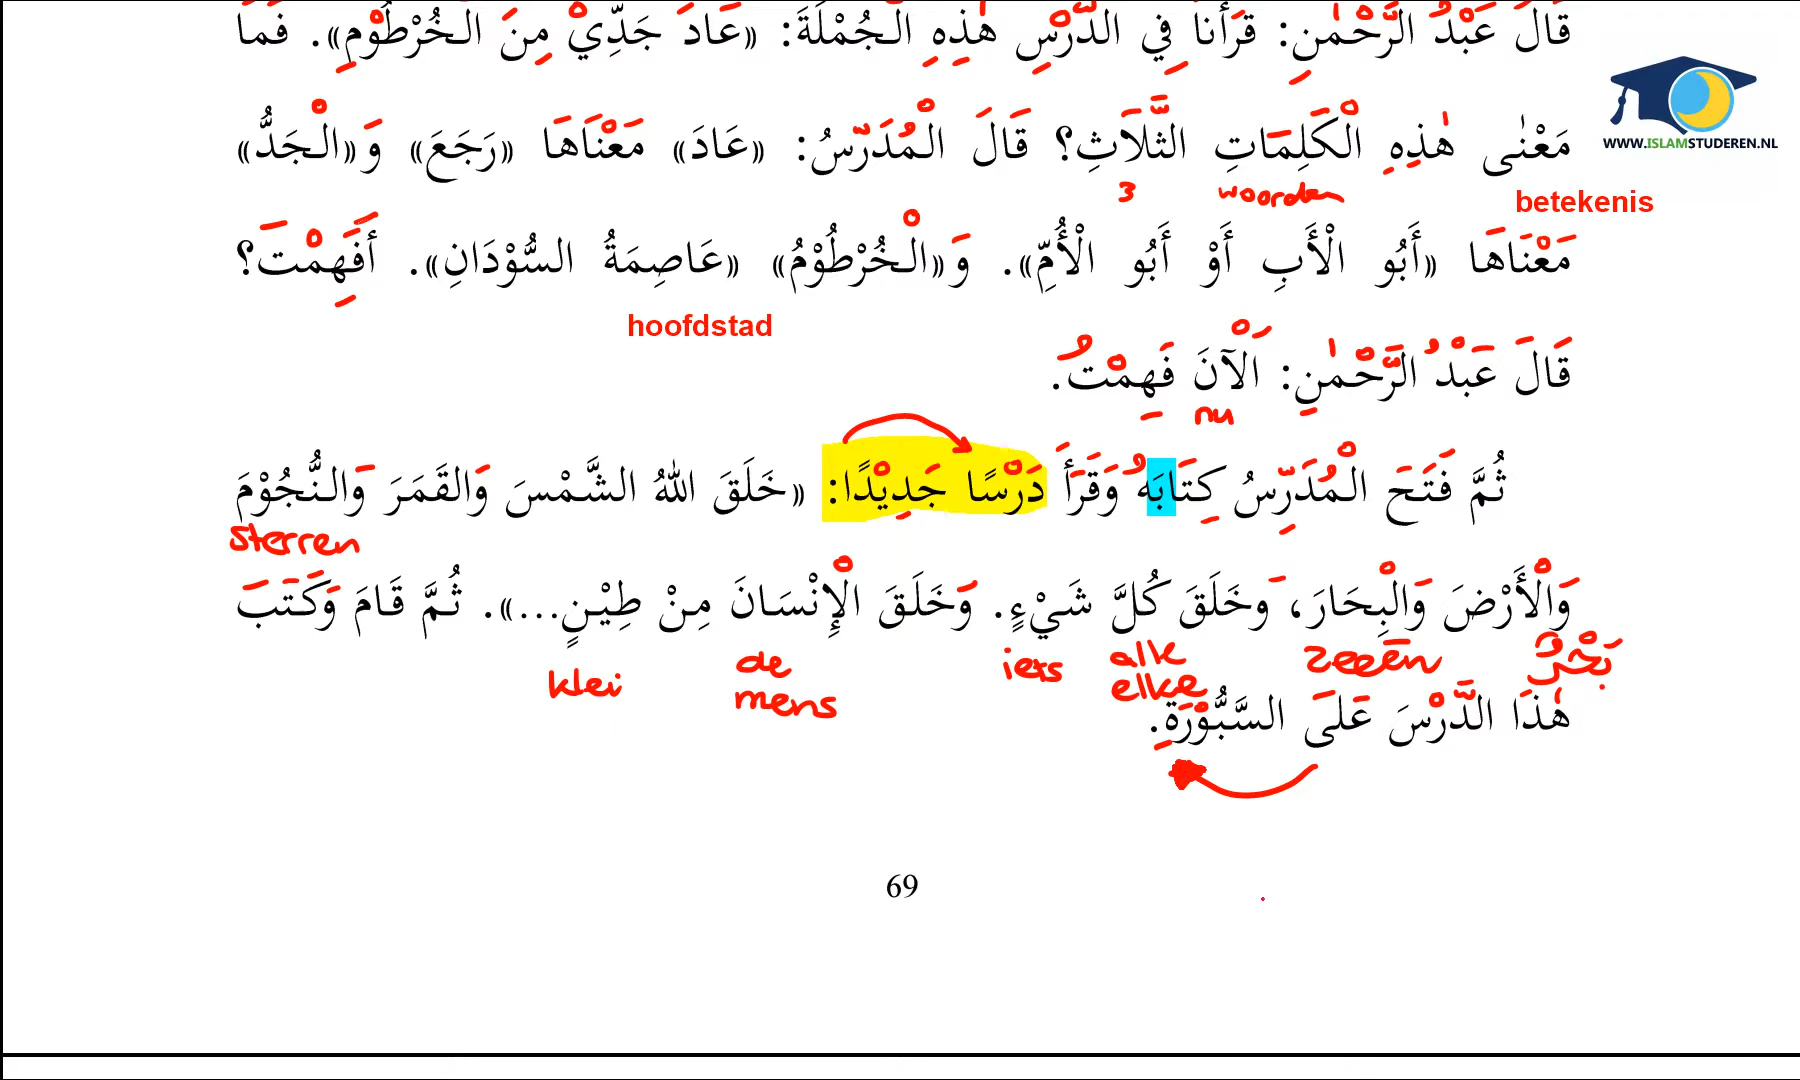 قَالَ عَبْدُ الرَّحْمٰنِ: قَرَأْنَا فِي الدَّرْسِ هٰذِهِ الْجُمْلَةَ: «عَادَ جَدِّيْ مِنَ الْخُرْطُوْمِ». فَمَا
WWW.ISLAMSTUDEREN.NL
مَعْنٰى هٰذِهِ الْكَلِمَاتِ الثَّلَاثِ؟ قَالَ الْمُدَرِّسُ: «عَادَ» مَعْنَاهَا «رَجَعَ» وَ«الْجَدُّ»
3 woorden betekenis
مَعْنَاهَا «أَبُو الْأَبِ أَوْ أَبُو الْأُمِّ». وَ«الْخُرْطُوْمُ» «عَاصِمَةُ السُّوْدَانِ». أَفَهِمْتَ؟
hoofdstad
قَالَ عَبْدُ الرَّحْمٰنِ: اَلْآنَ فَهِمْتُ.
nu
ثُمَّ فَتَحَ الْمُدَرِّسُ كِتَابَهُ وَقَرَأَ دَرْسًا جَدِيْدًا: «خَلَقَ اللهُ الشَّمْسَ وَالقَمَرَ وَالنُّجُوْمَ
sterren
وَالْأَرْضَ وَالْبِحَارَ، وَخَلَقَ كُلَّ شَيْءٍ. وَخَلَقَ الْإِنْسَانَ مِنْ طِيْنٍ...». ثُمَّ قَامَ وَكَتَبَ
klei de mens iets alle elke zeeën بَحْرٌ
هٰذَا الدَّرْسَ عَلَى السَّبُّوْرَةِ.
69